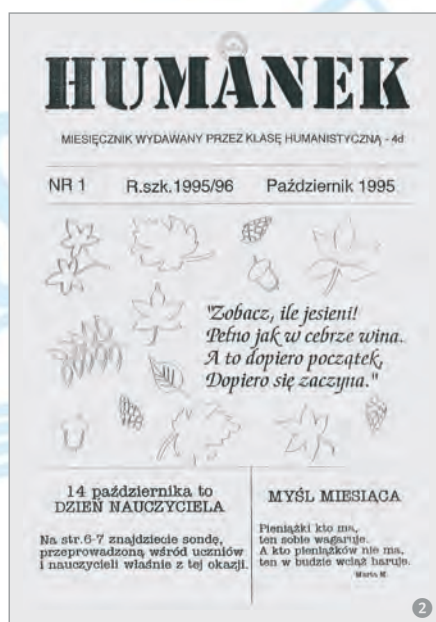 HUMANEK
MIESIĘCZNIK WYDAWANY PRZEZ KLASĘ HUMANISTYCZNĄ - 4d
NR 1 R.szk.1995/96 Październik 1995
"Zobacz, ile jesieni!
Pełno jak w cebrze wina.
A to dopiero początek,
Dopiero się zaczyna."
14 października to
DZIEŃ NAUCZYCIELA
Na str.6-7 znajdziecie sondę,
przeprowadzoną wśród uczniów
i nauczycieli właśnie z tej okazji.
MYŚL MIESIĄCA
Pieniążki kto ma,
ten sobie wagaruje.
A kto pieniążków nie ma,
ten w budzie wciąż haruje.
Marta M.
2